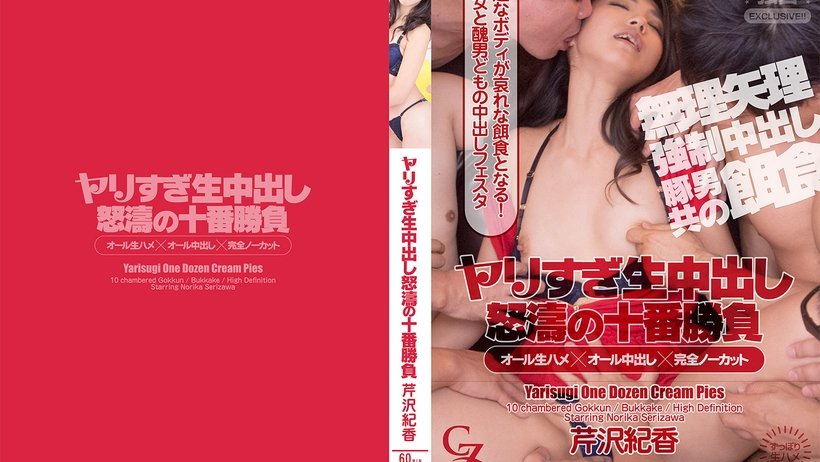 ヤリすぎ生中出し
怒濤の十番勝負
オール生ハメ×オール中出し×完全ノーカット
Yarisugi One Dozen Cream Pies
10 chambered Gokkun / Bukkake / High Definition
Starring Norika Serizawa
ヤリすぎ生中出し怒濤の十番勝負 芹沢紀香
60
なボディが哀れな餌食となる!
女と醜男どもの中出しフェスタ
EXCLUSIVE!!
無理矢理
強制中出し
豚男共の餌食
ヤリすぎ生中出し
怒濤の十番勝負
オール生ハメ×オール中出し×完全ノーカット
Yarisugi One Dozen Cream Pies
10 chambered Gokkun / Bukkake / High Definition
Starring Norika Serizawa
芹沢紀香
すっぽり
生ハメ